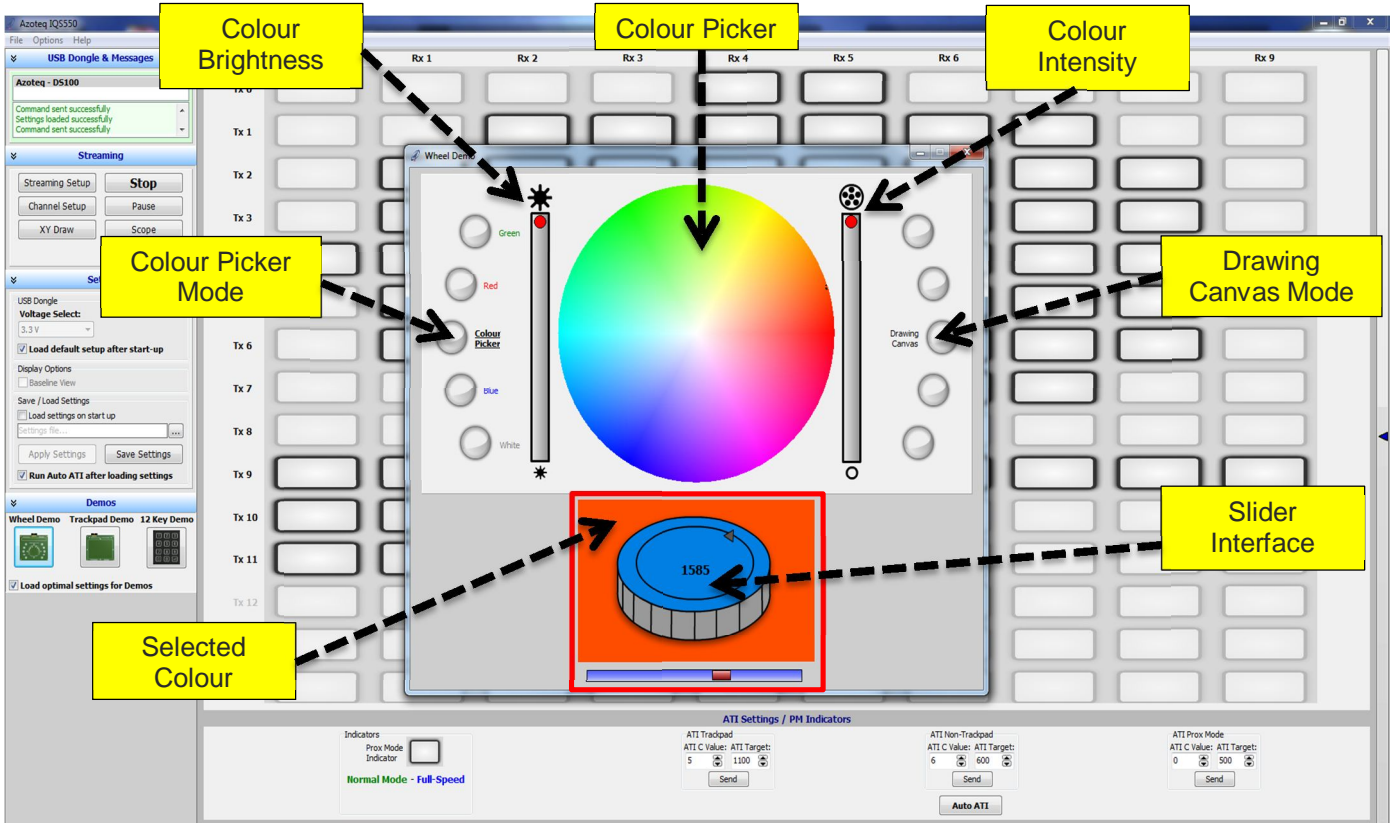 Azoteq IQS550
File Options Help
USB Dongle & Messages
Azoteq - DS100
Command sent successfully
Settings loaded successfully
Command sent successfully
Streaming
Streaming Setup
Stop
Channel Setup
Pause
XY Draw
Scope
USB Dongle
Voltage Select:
3.3 V
Load default setup after start-up
Display Options
Baseline View
Save / Load Settings
Load settings on start up
Settings file...
...
Apply Settings
Save Settings
Run Auto ATI after loading settings
Demos
Wheel Demo
Trackpad Demo
12 Key Demo
Load optimal settings for Demos
Colour
Brightness
Colour Picker
Colour
Intensity
Colour Picker
Mode
Drawing
Canvas Mode
Slider
Interface
Selected
Colour
Rx 1
Rx 2
Rx 3
Rx 4
Rx 5
Rx 6
Rx 9
Tx 1
Tx 2
Tx 3
Tx 6
Tx 7
Tx 8
Tx 9
Tx 10
Tx 11
Tx 12
Wheel Demo
Green
Red
Colour
Picker
Blue
White
Drawing
Canvas
1585
ATI Settings / PM Indicators
Indicators
Prox Mode
Indicator
Normal Mode - Full-Speed
ATI Trackpad
ATI C Value: ATI Target:
5 1100
Send
ATI Non-Trackpad
ATI C Value: ATI Target:
6 600
Send
Auto ATI
ATI Prox Mode
ATI C Value: ATI Target:
0 500
Send